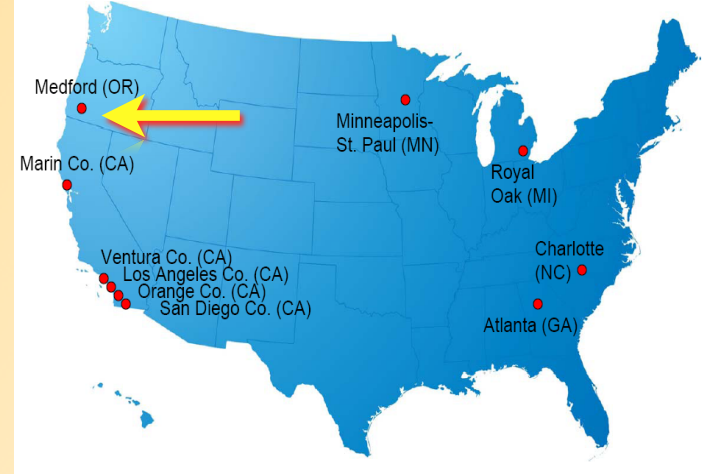 Medford (OR)
Minneapolis-
St. Paul (MN)
Marin Co. (CA)
Royal
Oak (MI)
Charlotte
(NC)
Ventura Co. (CA)
Los Angeles Co. (CA)
Orange Co. (CA)
San Diego Co. (CA)
Atlanta (GA)